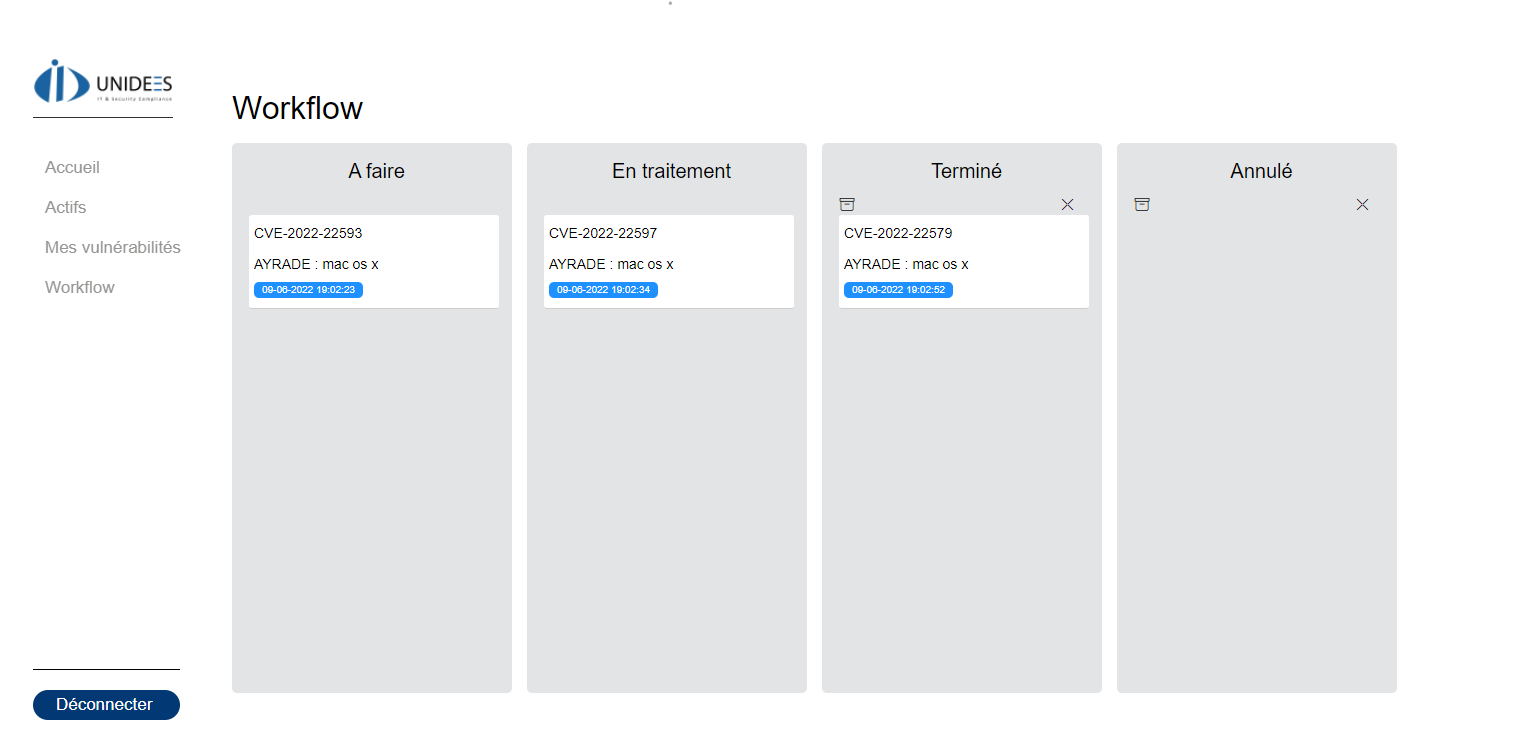 UNIDEES
IT & Security Compliance
Accueil
Actifs
Mes vulnérabilités
Workflow
Déconnecter
Workflow
A faire
CVE-2022-22593
AYRADE : mac os x
09-06-2022 19:02:23
En traitement
CVE-2022-22597
AYRADE : mac os x
09-06-2022 19:02:34
Terminé
CVE-2022-22579
AYRADE : mac os x
09-06-2022 19:02:52
Annulé